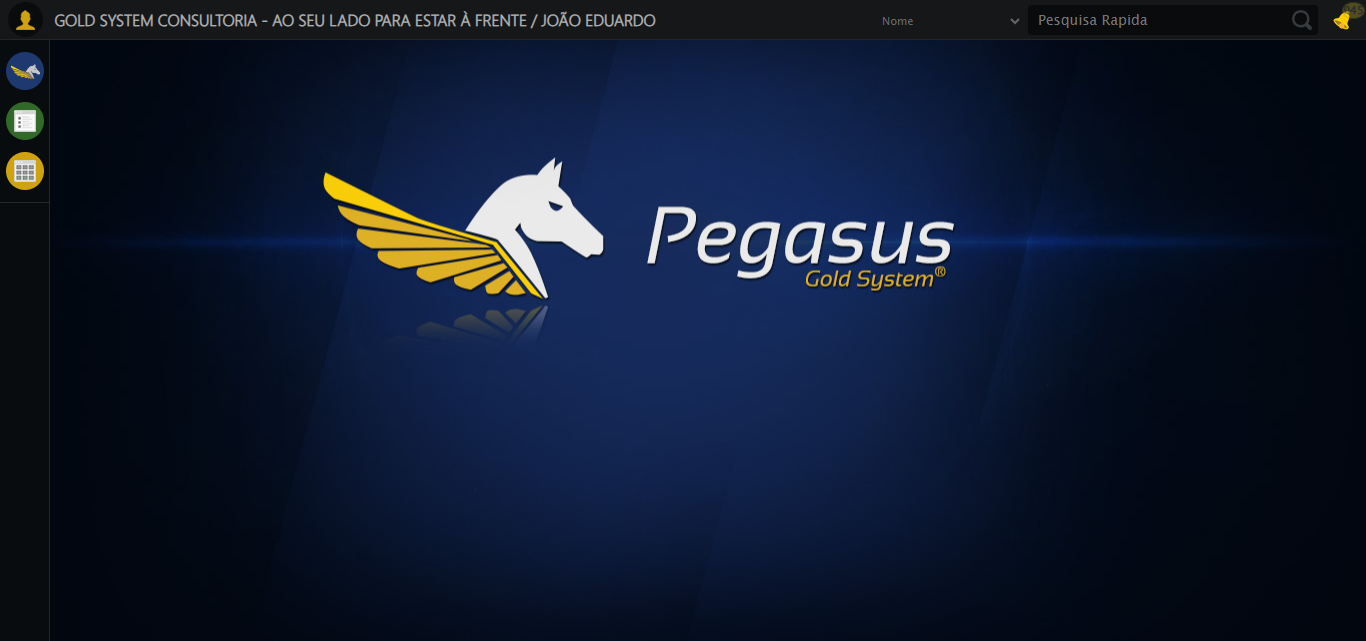 GOLD SYSTEM CONSULTORIA - AO SEU LADO PARA ESTAR À FRENTE / JOÃO EDUARDO
Nome
Pesquisa Rapida
Pegasus
Gold System®